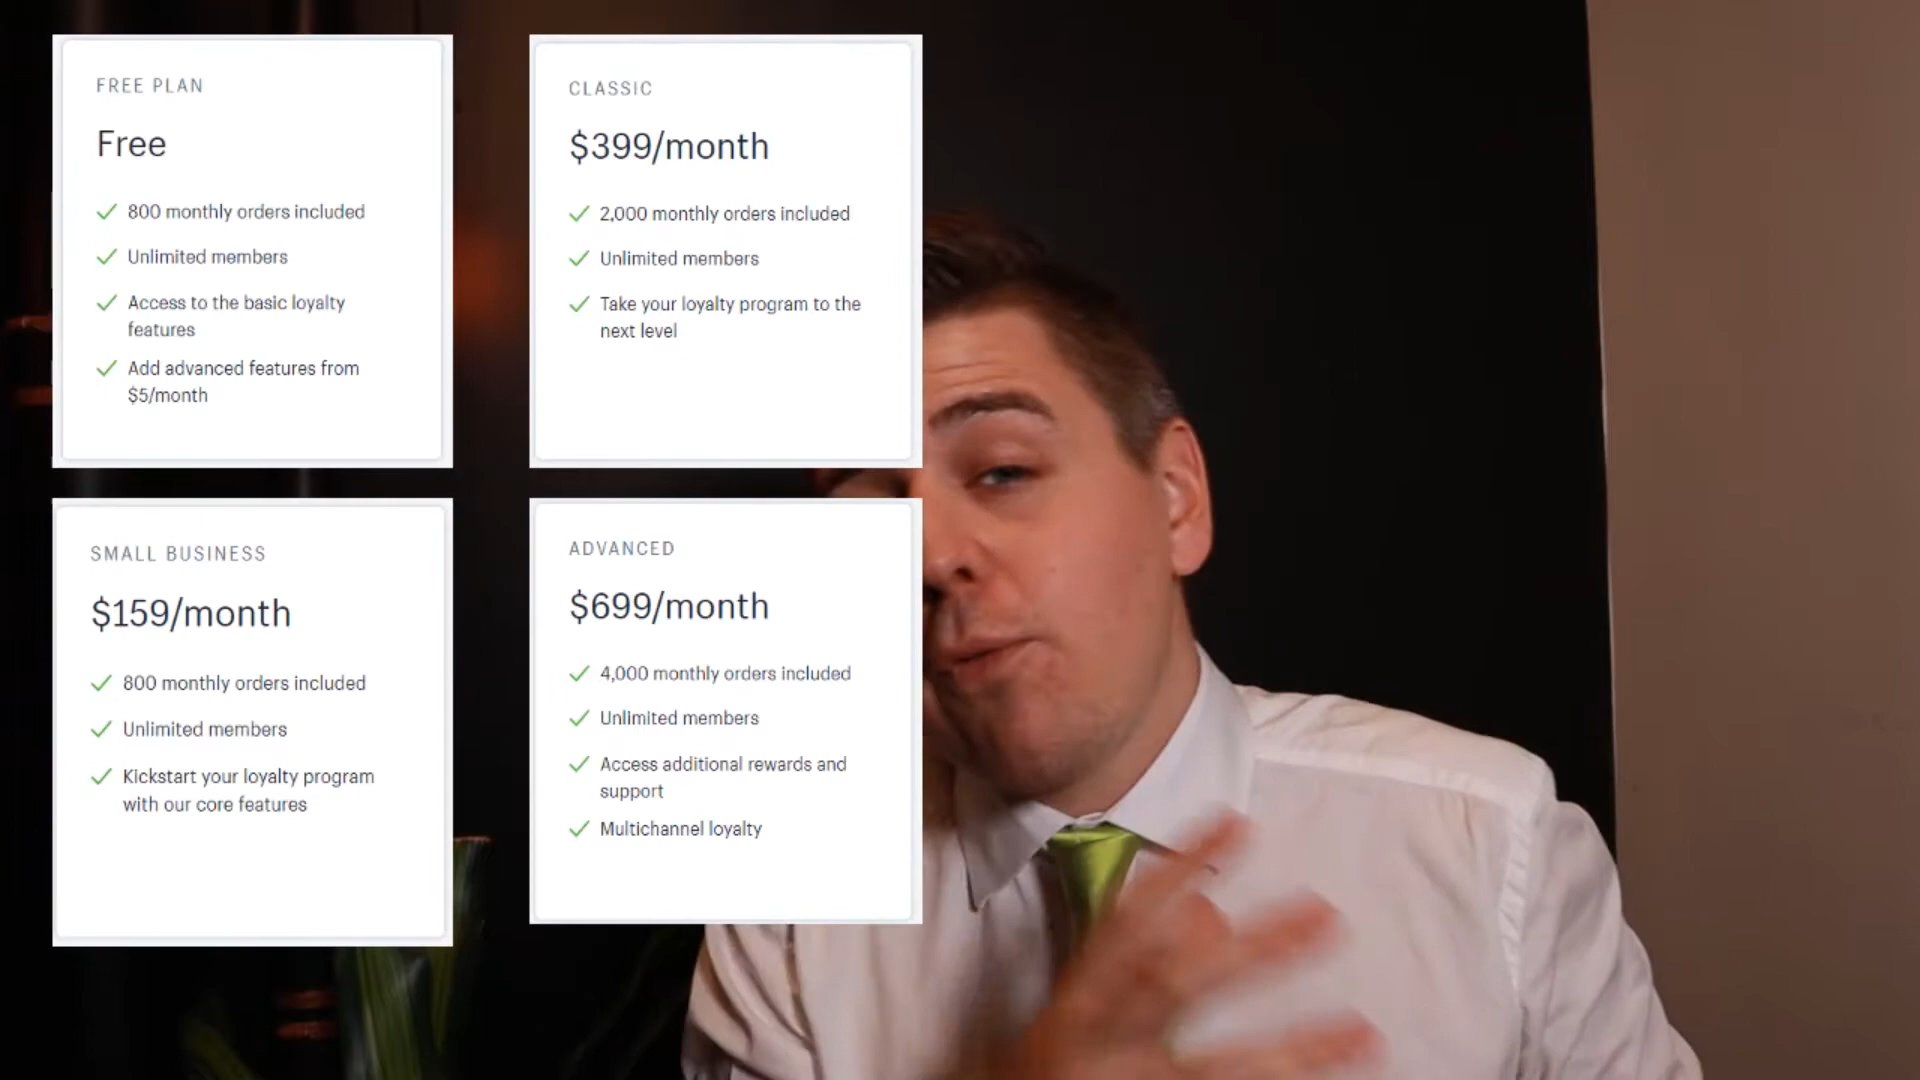 FREE PLAN
Free
800 monthly orders included
Unlimited members
Access to the basic loyalty
features
Add advanced features from
$5/month
CLASSIC
$399/month
2,000 monthly orders included
Unlimited members
Take your loyalty program to the
next level
SMALL BUSINESS
$159/month
800 monthly orders included
Unlimited members
Kickstart your loyalty program
with our core features
ADVANCED
$699/month
4,000 monthly orders included
Unlimited members
Access additional rewards and
support
Multichannel loyalty